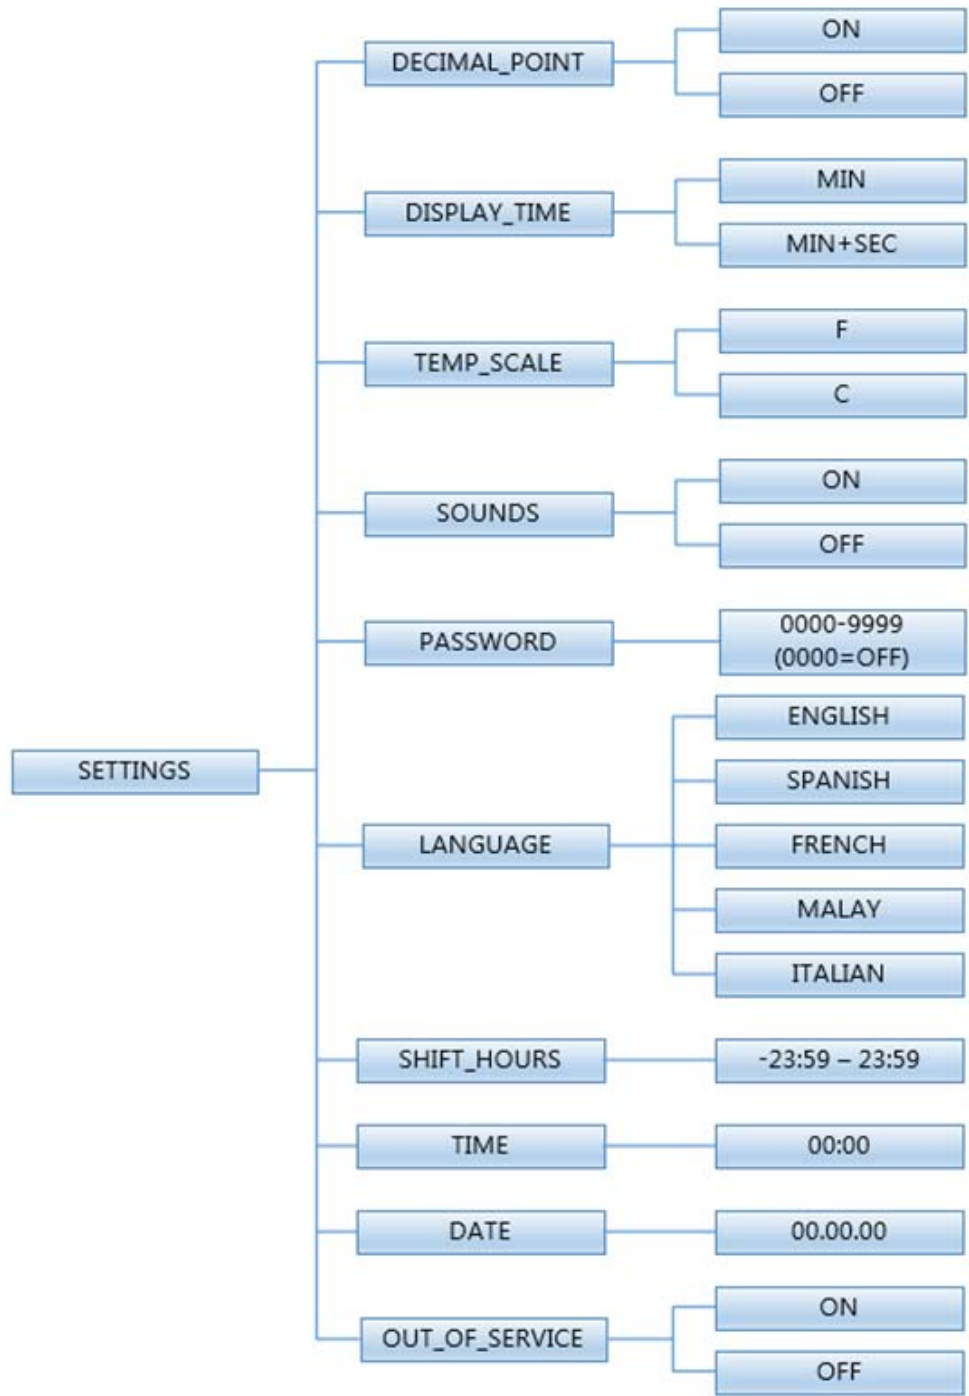 SETTINGS
DECIMAL_POINT
ON
OFF
DISPLAY_TIME
MIN
MIN+SEC
TEMP_SCALE
F
C
SOUNDS
ON
OFF
PASSWORD
0000-9999
(0000=OFF)
LANGUAGE
ENGLISH
SPANISH
FRENCH
MALAY
ITALIAN
SHIFT_HOURS
-23:59 – 23:59
TIME
00:00
DATE
00.00.00
OUT_OF_SERVICE
ON
OFF